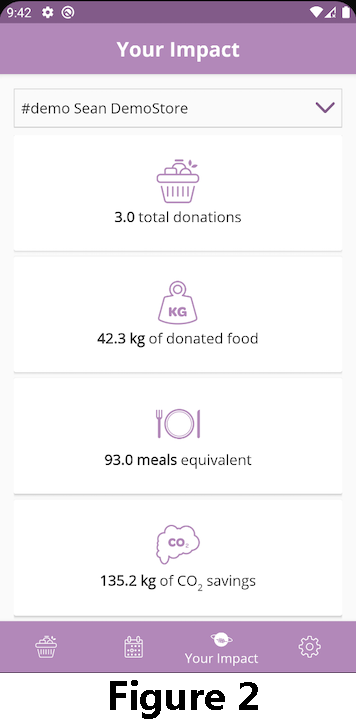 9:42
Your Impact
#demo Sean DemoStore
3.0 total donations
KG
42.3 kg of donated food
93.0 meals equivalent
CO2
135.2 kg of CO2 savings
Your Impact
Figure 2